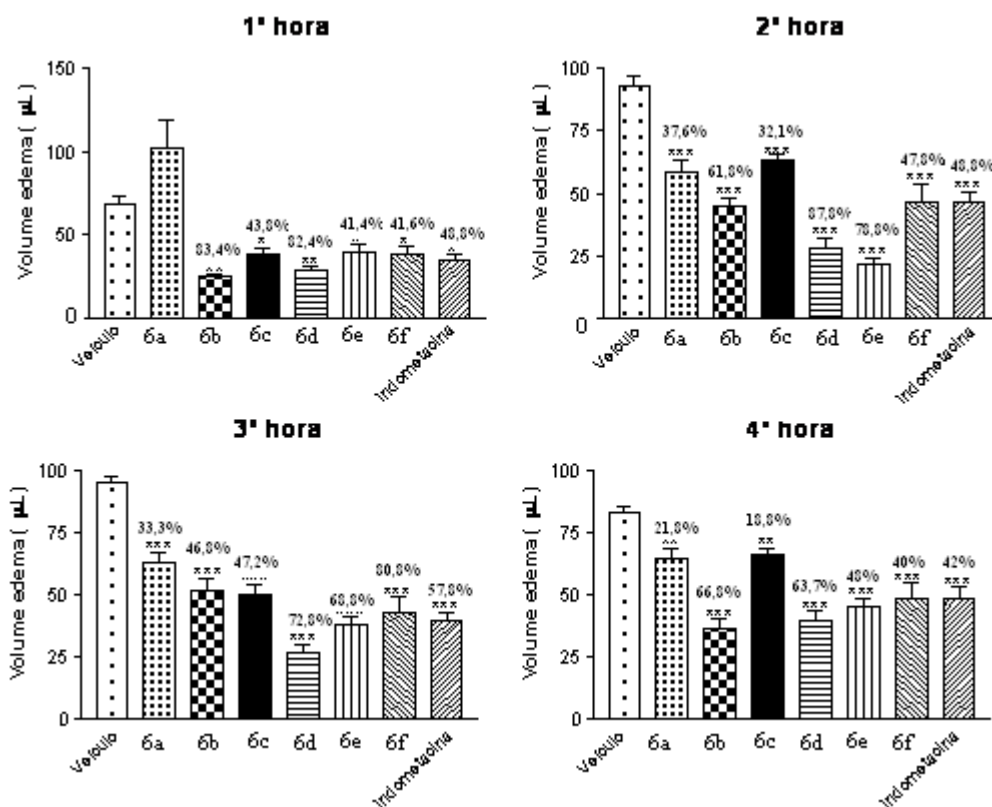 1ª hora
Volume edema ( µL)
150
100
50
0
83,4%
**
43,8%
*
82,4%
**
41,4%
41,6%
*
48,8%
*
Veículo
6a
6b
6c
6d
6e
6f
Indometacina
2ª hora
Volume edema ( µL)
100
75
50
25
0
37,6%
***
61,8%
***
32,1%
***
87,8%
***
78,8%
***
47,8%
***
48,8%
***
Veículo
6a
6b
6c
6d
6e
6f
Indometacina
3ª hora
Volume edema ( µL)
100
75
50
25
0
33,3%
***
46,8%
***
47,2%
72,8%
***
68,8%
80,8%
***
57,8%
***
Veículo
6a
6b
6c
6d
6e
6f
Indometacina
4ª hora
Volume edema ( µL)
100
75
50
25
0
21,8%
**
66,8%
***
18,8%
**
63,7%
***
48%
***
40%
***
42%
***
Veículo
6a
6b
6c
6d
6e
6f
Indometacina